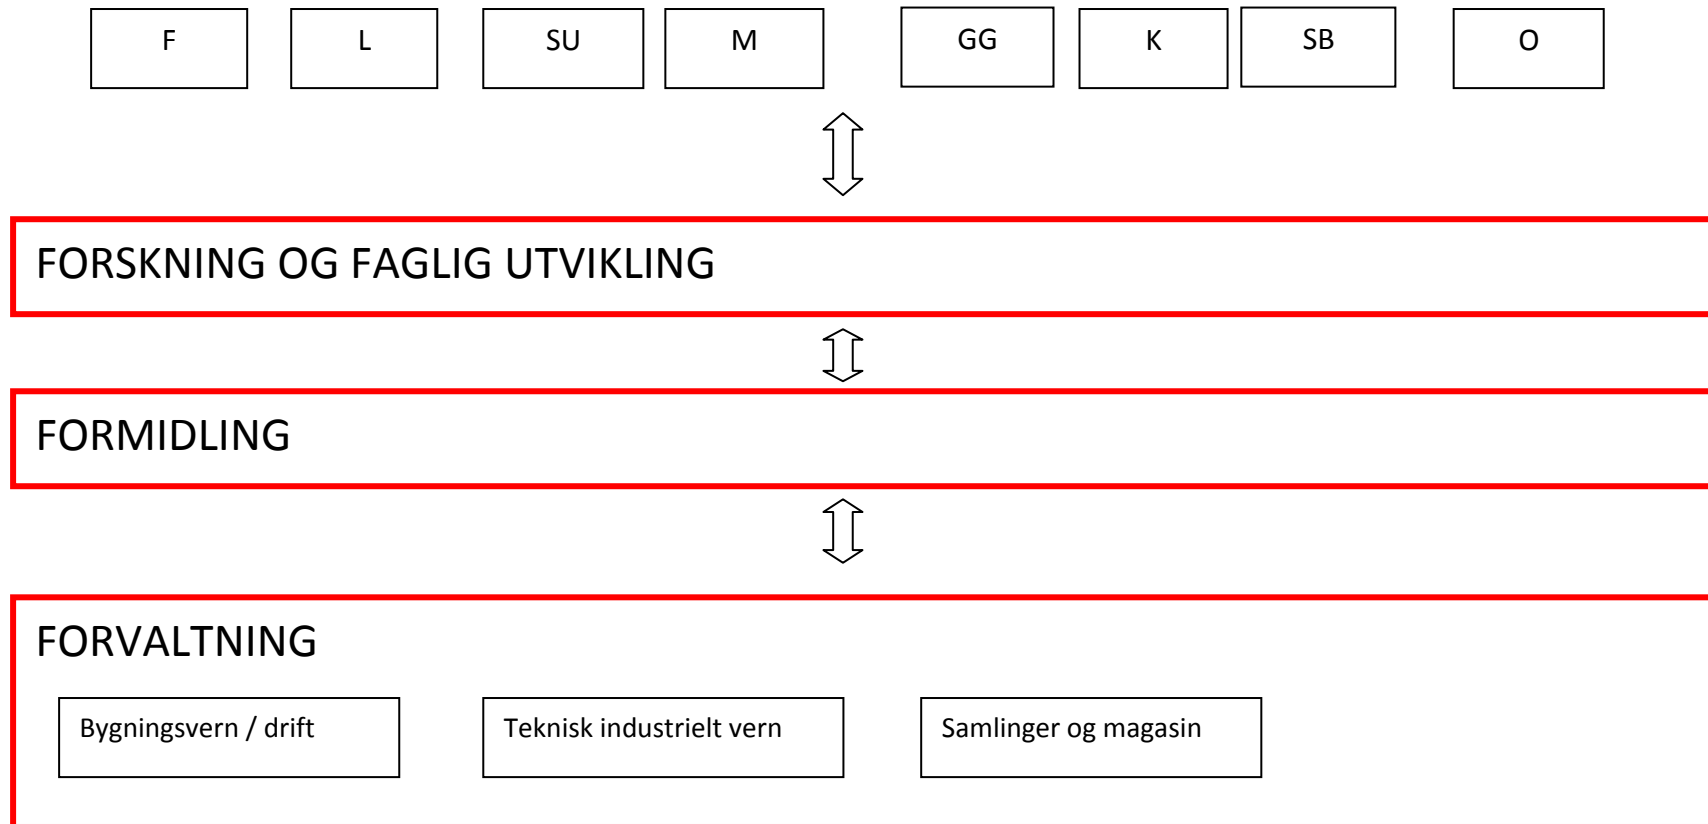 F L SU M GG K SB O
FORSKNING OG FAGLIG UTVIKLING
FORMIDLING
FORVALTNING
Bygningsvern / drift Teknisk industrielt vern Samlinger og magasin